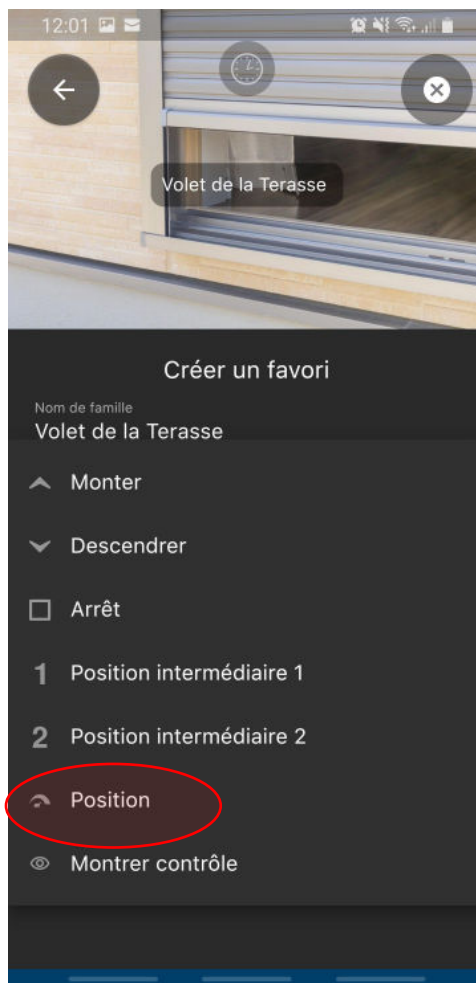 12:01
Volet de la Terasse
Créer un favori
Nom de famille
Volet de la Terasse
Monter
Descendrer
Arrêt
1 Position intermédiaire 1
2 Position intermédiaire 2
Position
Montrer contrôle